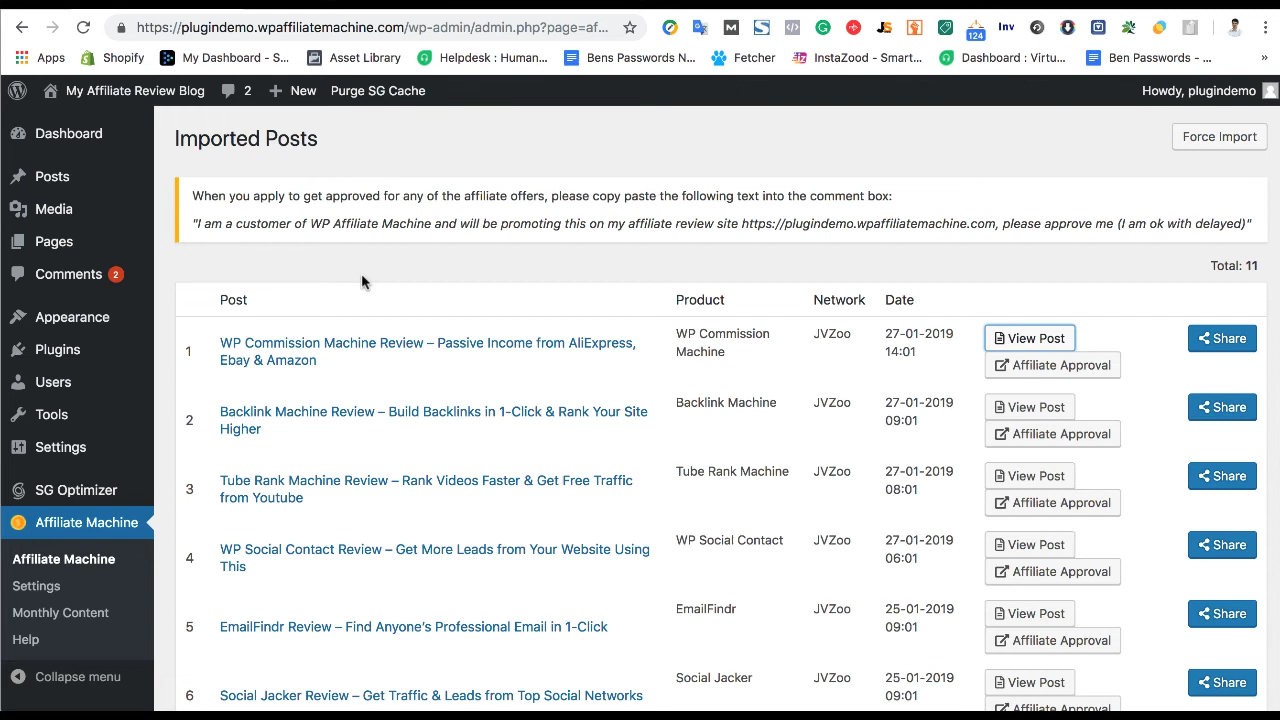 https://plugindemo.wpaffiliatemachine.com/wp-admin/admin.php?page=af...
M
S
JS
124
Inv
Apps
Shopify
My Dashboard - S...
Asset Library
Helpdesk : Human...
Bens Passwords N...
Fetcher
InstaZood - Smart...
Dashboard : Virtu...
Ben Passwords - ...
»
My Affiliate Review Blog
2
New
Purge SG Cache
Howdy, plugindemo
Dashboard
Posts
Media
Pages
Comments 2
Appearance
Plugins
Users
Tools
Settings
SG Optimizer
Affiliate Machine
Affiliate Machine
Settings
Monthly Content
Help
Collapse menu
Imported Posts
Force Import
When you apply to get approved for any of the affiliate offers, please copy paste the following text into the comment box:
"I am a customer of WP Affiliate Machine and will be promoting this on my affiliate review site https://plugindemo.wpaffiliatemachine.com, please approve me (I am ok with delayed)"
Total: 11
Post Product Network Date
1
WP Commission Machine Review – Passive Income from AliExpress,
Ebay & Amazon
WP Commission
Machine
JVZoo
27-01-2019
14:01
View Post
Affiliate Approval
Share
2
Backlink Machine Review – Build Backlinks in 1-Click & Rank Your Site
Higher
Backlink Machine
JVZoo
27-01-2019
09:01
View Post
Affiliate Approval
Share
3
Tube Rank Machine Review – Rank Videos Faster & Get Free Traffic
from Youtube
Tube Rank Machine
JVZoo
27-01-2019
08:01
View Post
Affiliate Approval
Share
4
WP Social Contact Review – Get More Leads from Your Website Using
This
WP Social Contact
JVZoo
27-01-2019
06:01
View Post
Affiliate Approval
Share
5
EmailFindr Review – Find Anyone's Professional Email in 1-Click
EmailFindr
JVZoo
25-01-2019
09:01
View Post
Affiliate Approval
Share
6
Social Jacker Review – Get Traffic & Leads from Top Social Networks
Social Jacker
JVZoo
25-01-2019
09:01
View Post
Affiliate Approval
Share